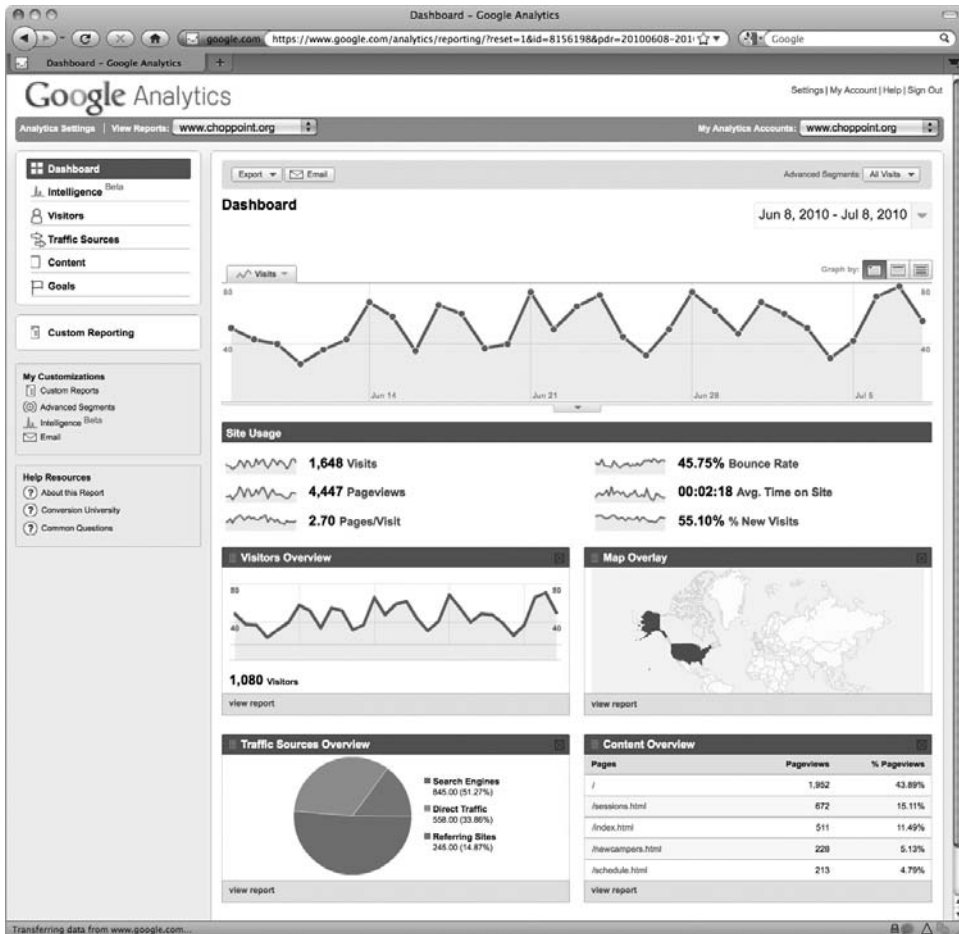 Dashboard – Google Analytics
google.com https://www.google.com/analytics/reporting/?reset=1&id=8156198&pdr=20100608-201
Google
Dashboard – Google Analytics
+
Google Analytics
Settings | My Account | Help | Sign Out
Analytics Settings | View Reports: www.choppoint.org
My Analytics Accounts: www.choppoint.org
Dashboard
Intelligence Beta
Visitors
Traffic Sources
Content
Goals
Custom Reporting
My Customizations
Custom Reports
Advanced Segments
Intelligence Beta
Email
Help Resources
? About this Report
? Conversion University
? Common Questions
Export Email
Advanced Segments: All Visits
Dashboard
Jun 8, 2010 - Jul 8, 2010
Visits
Graph by:
80 80
40 40
Jun 14 Jun 21 Jun 28 Jul 5
Site Usage
1,648 Visits
45.75% Bounce Rate
4,447 Pageviews
00:02:18 Avg. Time on Site
2.70 Pages/Visit
55.10% % New Visits
Visitors Overview
80 80
40 40
1,080 Visitors
view report
Map Overlay
view report
Traffic Sources Overview
Search Engines
845.00 (51.27%)
Direct Traffic
558.00 (33.86%)
Referring Sites
245.00 (14.87%)
view report
Content Overview
Pages Pageviews % Pageviews
/ 1,952 43.89%
/sessions.html 672 15.11%
/index.html 511 11.49%
/newcampers.html 228 5.13%
/schedule.html 213 4.79%
view report
Transferring data from www.google.com...